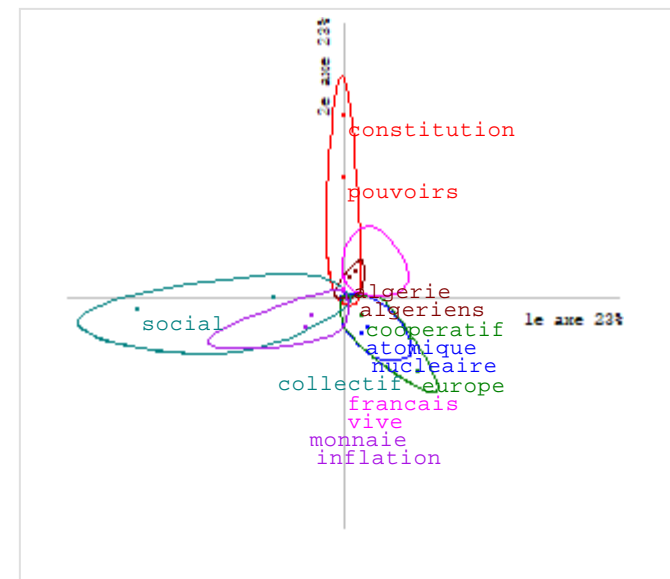 2e axe 23%
constitution
pouvoirs
algerie
algeriens
1e axe 23%
social
cooperatif
atomique
nucleaire
collectif europe
francais
vive
monnaie
inflation